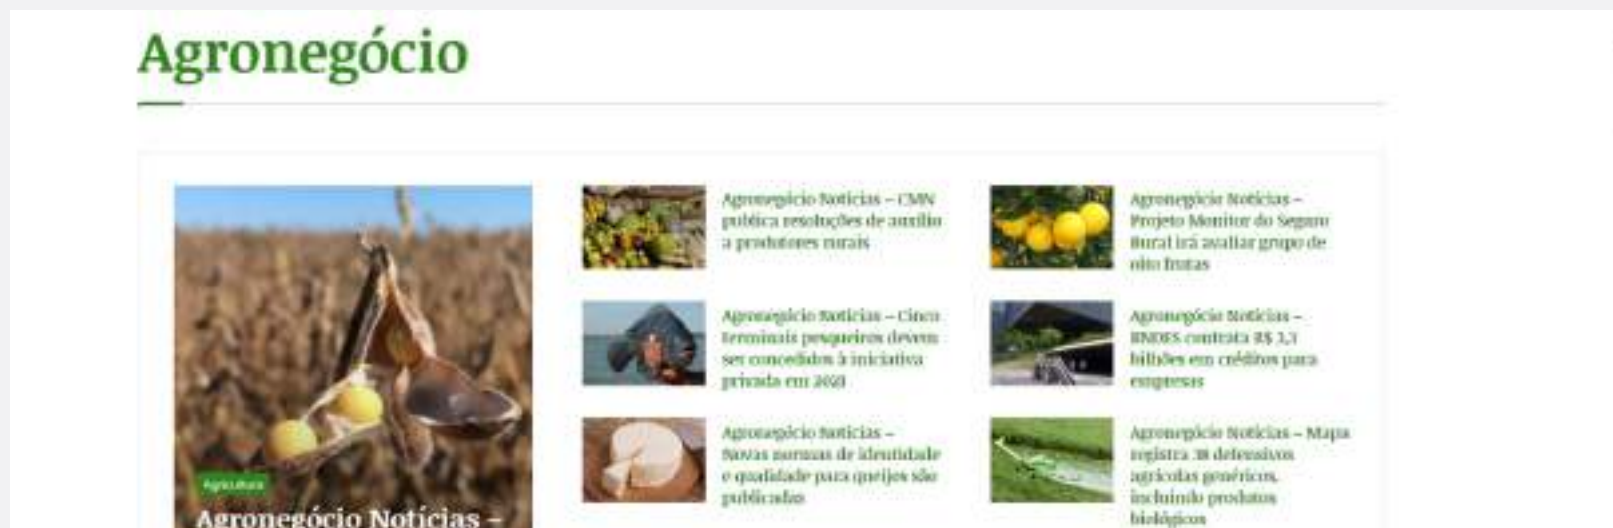 Agronegócio
Agricultura
Agronegócio Notícias –
Agronegócio Notícias – CMN
publica resoluções de auxílio
a produtores rurais
Agronegócio Notícias – Cinco
terminais pesqueiros devem
ser concedidos à iniciativa
privada em 2021
Agronegócio Notícias –
Novas normas de identidade
e qualidade para queijos são
publicadas
Agronegócio Notícias –
Projeto Monitor do Seguro
Rural irá avaliar grupo de
oito frutas
Agronegócio Notícias –
BNDES contrata R$
bilhões em créditos para
empresas
Agronegócio Notícias – Mapa
registra defensivos
agrícolas genéricos,
incluindo produtos
biológicos